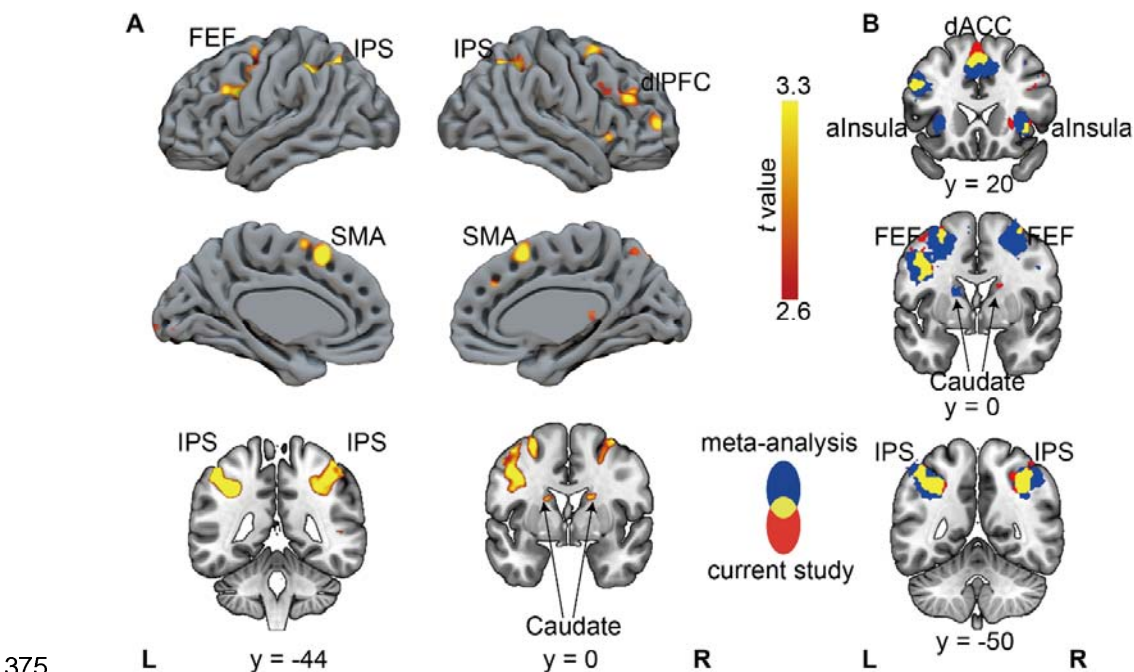 A
B
FEF
IPS
IPS
dlPFC
dACC
3.3
aInsula
aInsula
y = 20
t value
SMA
SMA
FEF
FEF
2.6
Caudate
y = 0
IPS
IPS
meta-analysis
IPS
IPS
current study
Caudate
y = -50
375
L
y = -44
y = 0
R
L
R